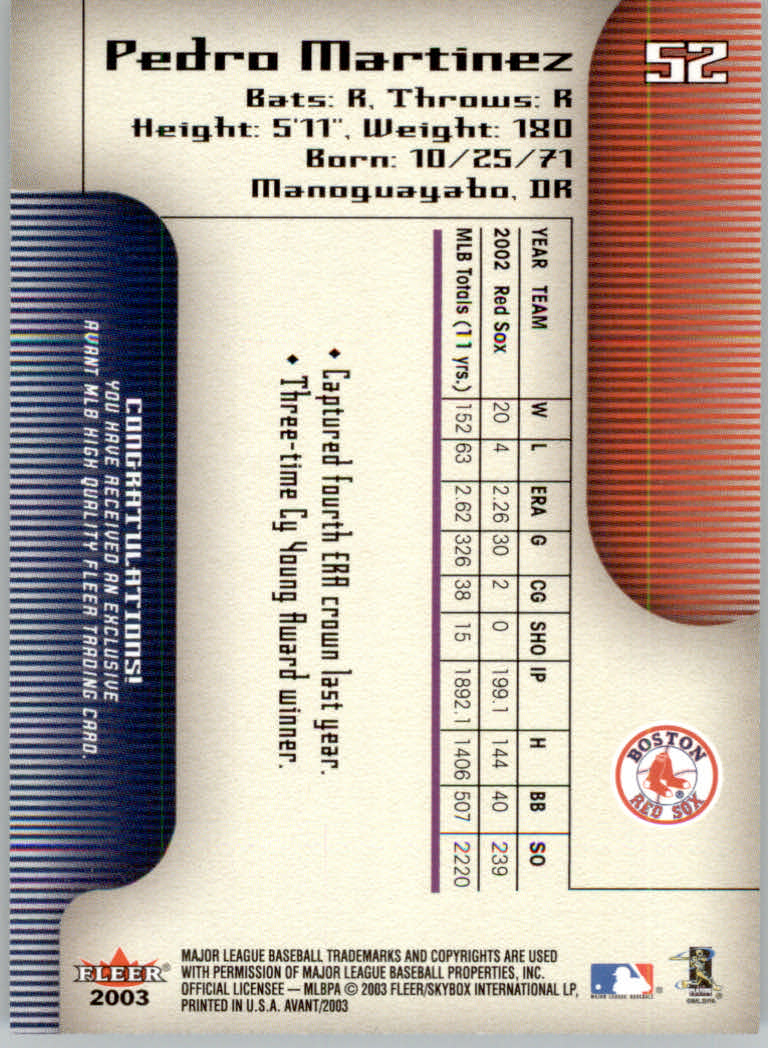 Pedro Martinez
52
Bats: R, Throws: R
Height: 5'11", Weight: 180
Born: 10/25/71
Manoguayabo, DR
YEAR TEAM W L ERA G CG SHO IP H BB SO
2002 Red Sox 20 4 2.26 30 2 0 199.1 144 40 239
MLB Totals (11 yrs.) 152 63 2.62 326 38 15 1892.1 1406 507 2220
♦ Captured fourth ERA crown last year.
♦ Three-time Cy Young Award winner.
CONGRATULATIONS!
YOU HAVE RECEIVED AN EXCLUSIVE
AVANT MLB HIGH QUALITY FLEER TRADING CARD.
BOSTON
RED SOX
®
FLEER®
2003
MAJOR LEAGUE BASEBALL TRADEMARKS AND COPYRIGHTS ARE USED
WITH PERMISSION OF MAJOR LEAGUE BASEBALL PROPERTIES, INC.
OFFICIAL LICENSEE — MLBPA © 2003 FLEER/SKYBOX INTERNATIONAL LP,
PRINTED IN U.S.A. AVANT/2003
MAJOR LEAGUE BASEBALL
®
©MLBPA